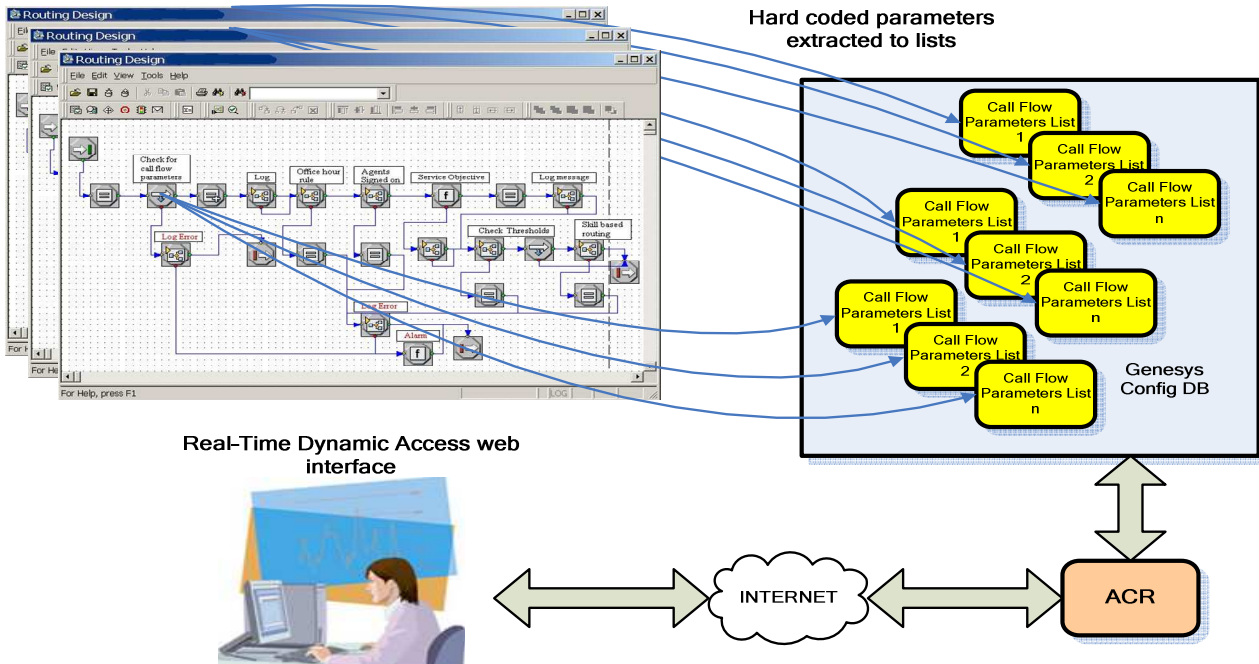 Routing Design
Routing Design
Routing Design
File Edit View Tools Help
Check for
call flow
parameters
Log
Office hour
rule
Agents
Signed on
Service Objective
Log message
Log Error
Check Thresholds
Skill based
routing
Log Error
Alarm
For Help, press F1
LOG
For H
For He
Hard coded parameters
extracted to lists
Call Flow
Parameters List
1
Call Flow
Parameters List
2
Call Flow
Parameters List
n
Call Flow
Parameters List
1
Call Flow
Parameters List
2
Call Flow
Parameters List
n
Call Flow
Parameters List
1
Call Flow
Parameters List
2
Call Flow
Parameters List
n
Genesys
Config DB
Real-Time Dynamic Access web
interface
INTERNET
ACR